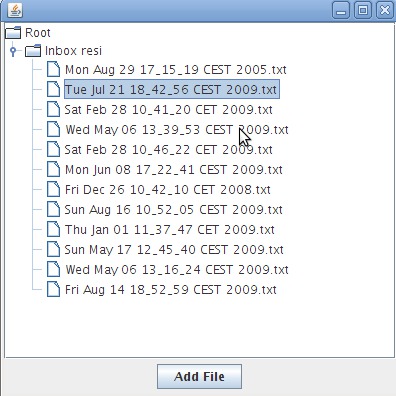 Root
Inbox resi
Mon Aug 29 17_15_19 CEST 2005.txt
Tue Jul 21 18_42_56 CEST 2009.txt
Sat Feb 28 10_41_20 CET 2009.txt
Wed May 06 13_39_53 CEST 2009.txt
Sat Feb 28 10_46_22 CET 2009.txt
Mon Jun 08 17_22_41 CEST 2009.txt
Fri Dec 26 10_42_10 CET 2008.txt
Sun Aug 16 10_52_05 CEST 2009.txt
Thu Jan 01 11_37_47 CET 2009.txt
Sun May 17 12_45_40 CEST 2009.txt
Wed May 06 13_16_24 CEST 2009.txt
Fri Aug 14 18_52_59 CEST 2009.txt
Add File